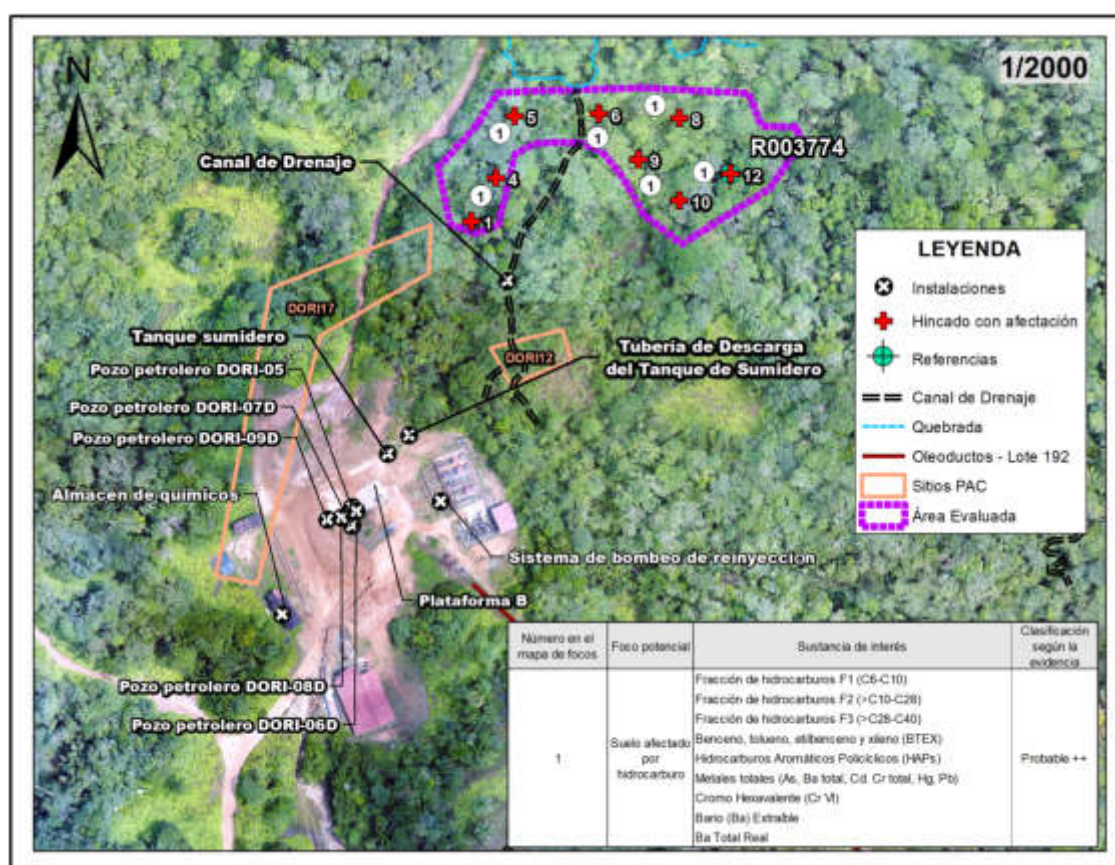 N
1/2000
5
6
8
R003774
1
1
1
Canal de Drenaje
9
1
12
4
1
1
10
1
LEYENDA
Instalaciones
Hincado con afectación
Referencias
Canal de Drenaje
Quebrada
Oleoductos - Lote 192
Sitios PAC
Área Evaluada
DORI17
Tanque sumidero
DORI12
Tubería de Descarga
del Tanque de Sumidero
Pozo petrolero DORI-05
Pozo petrolero DORI-07D
Pozo petrolero DORI-09D
Almacen de quimicos
Sistema de bombeo de reinyección
Plataforma B
Pozo petrolero DORI-08D
Pozo petrolero DORI-06D
Número en el
mapa de focos
Foco potencial
Sustancia de interés
Clasificación
según la
evidencia
1
Suelo afectado
por
hidrocarburo
Fracción de hidrocarburos F1 (C6-C10)
Fracción de hidrocarburos F2 (>C10-C28)
Fracción de hidrocarburos F3 (>C28-C40)
Benceno, tolueno, etilbenceno y xileno (BTEX)
Hidrocarburos Aromáticos Policíclicos (HAPs)
Metales totales (As, Ba total, Cd, Cr total, Hg, Pb)
Cromo Hexavalente (Cr VI)
Bario (Ba) Extraíble
Ba Total Real
Probable ++